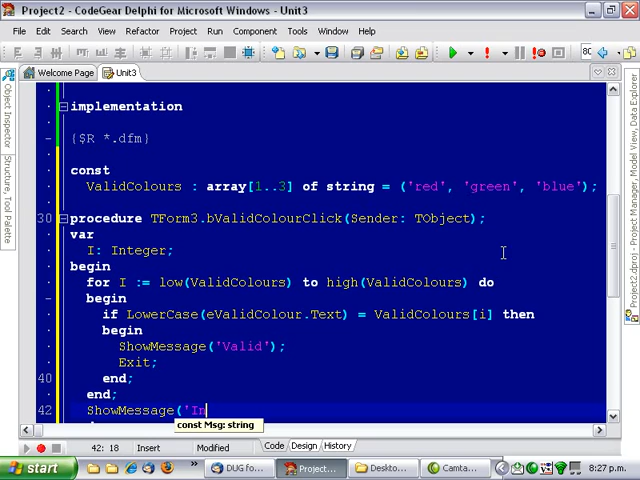 Project2 - CodeGear Delphi for Microsoft Windows - Unit3
File Edit Search View Refactor Project Run Component Tools Window Help
Welcome Page Unit3
Object Inspector
Structure, Tool Palette
Project2.dproj - Project Manager, Model View, Data Explorer
implementation
{$R *.dfm}
const
ValidColours : array[1..3] of string = ('red', 'green', 'blue');
30 procedure TForm3.bValidColourClick(Sender: TObject);
var
I: Integer;
begin
for I := low(ValidColours) to high(ValidColours) do
begin
if LowerCase(eValidColour.Text) = ValidColours[i] then
begin
ShowMessage('Valid');
Exit;
40 end;
end;
42 ShowMessage('In
const Msg: string
42: 18 Insert Modified Code Design History
start DUG fo... Project... Deskto... Camta... 8:27 p.m.